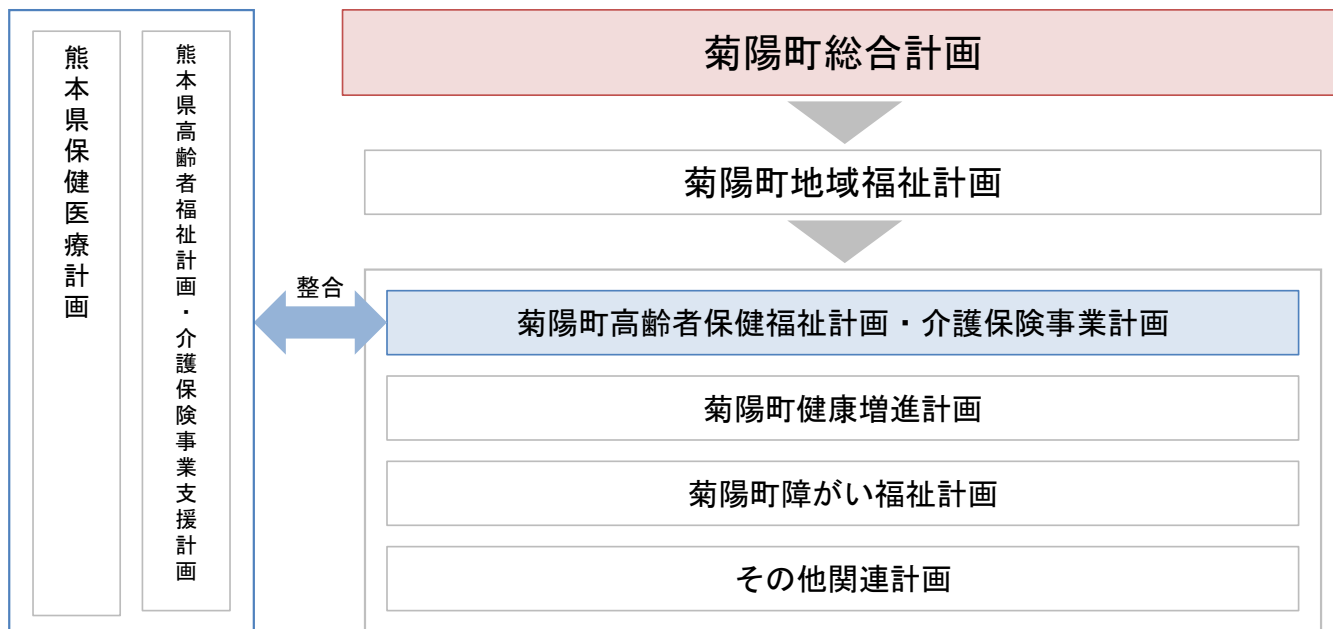 熊本県保健医療計画
熊本県高齢者福祉計画・介護保険事業支援計画
菊陽町総合計画
菊陽町地域福祉計画
整合
菊陽町高齢者保健福祉計画・介護保険事業計画
菊陽町健康増進計画
菊陽町障がい福祉計画
その他関連計画